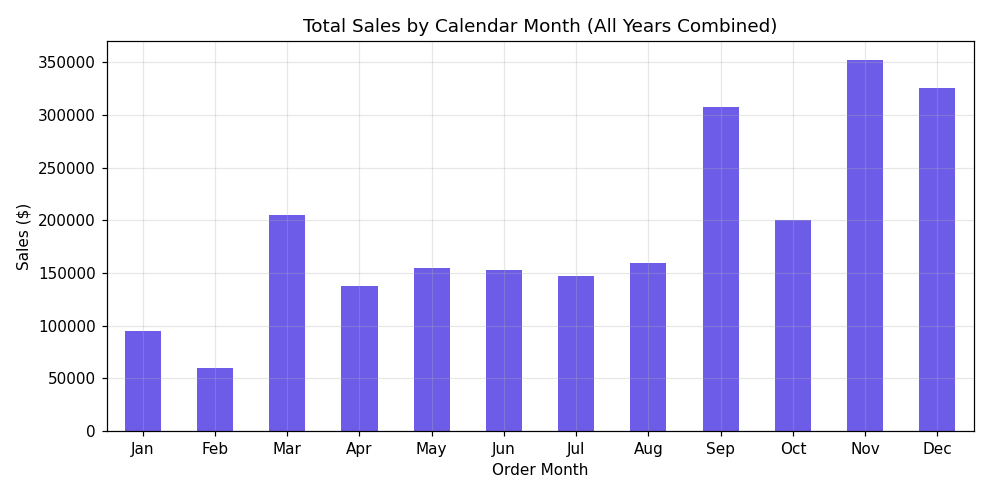 Total Sales by Calendar Month (All Years Combined)
Sales ($)
350000
300000
250000
200000
150000
100000
50000
0
Jan Feb Mar Apr May Jun Jul Aug Sep Oct Nov Dec
Order Month